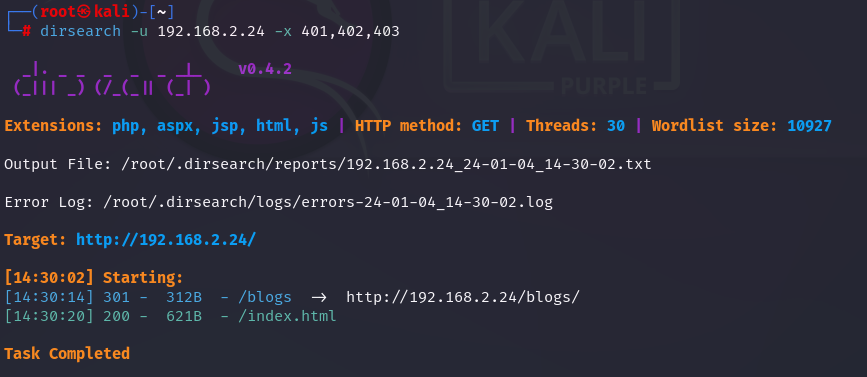 ┌──(root㉿kali)-[~]
└─# dirsearch -u 192.168.2.24 -x 401,402,403
  _|. _ _  _  _  _ _|_    v0.4.2
 (_||| _) (/_(_|| (_| )
Extensions: php, aspx, jsp, html, js | HTTP method: GET | Threads: 30 | Wordlist size: 10927
Output File: /root/.dirsearch/reports/192.168.2.24_24-01-04_14-30-02.txt
Error Log: /root/.dirsearch/logs/errors-24-01-04_14-30-02.log
Target: http://192.168.2.24/
[14:30:02] Starting:
[14:30:14] 301 -  312B  - /blogs  ->  http://192.168.2.24/blogs/
[14:30:20] 200 -  621B  - /index.html
Task Completed
KALI
PURPLE